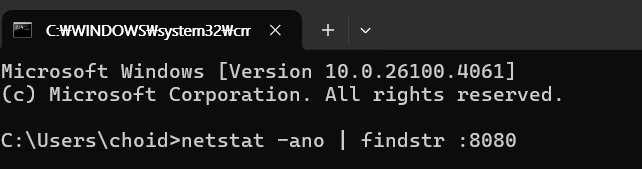 C:₩WINDOWS₩system32₩cm
Microsoft Windows [Version 10.0.26100.4061]
(c) Microsoft Corporation. All rights reserved.
C:\Users\choid>netstat -ano | findstr :8080